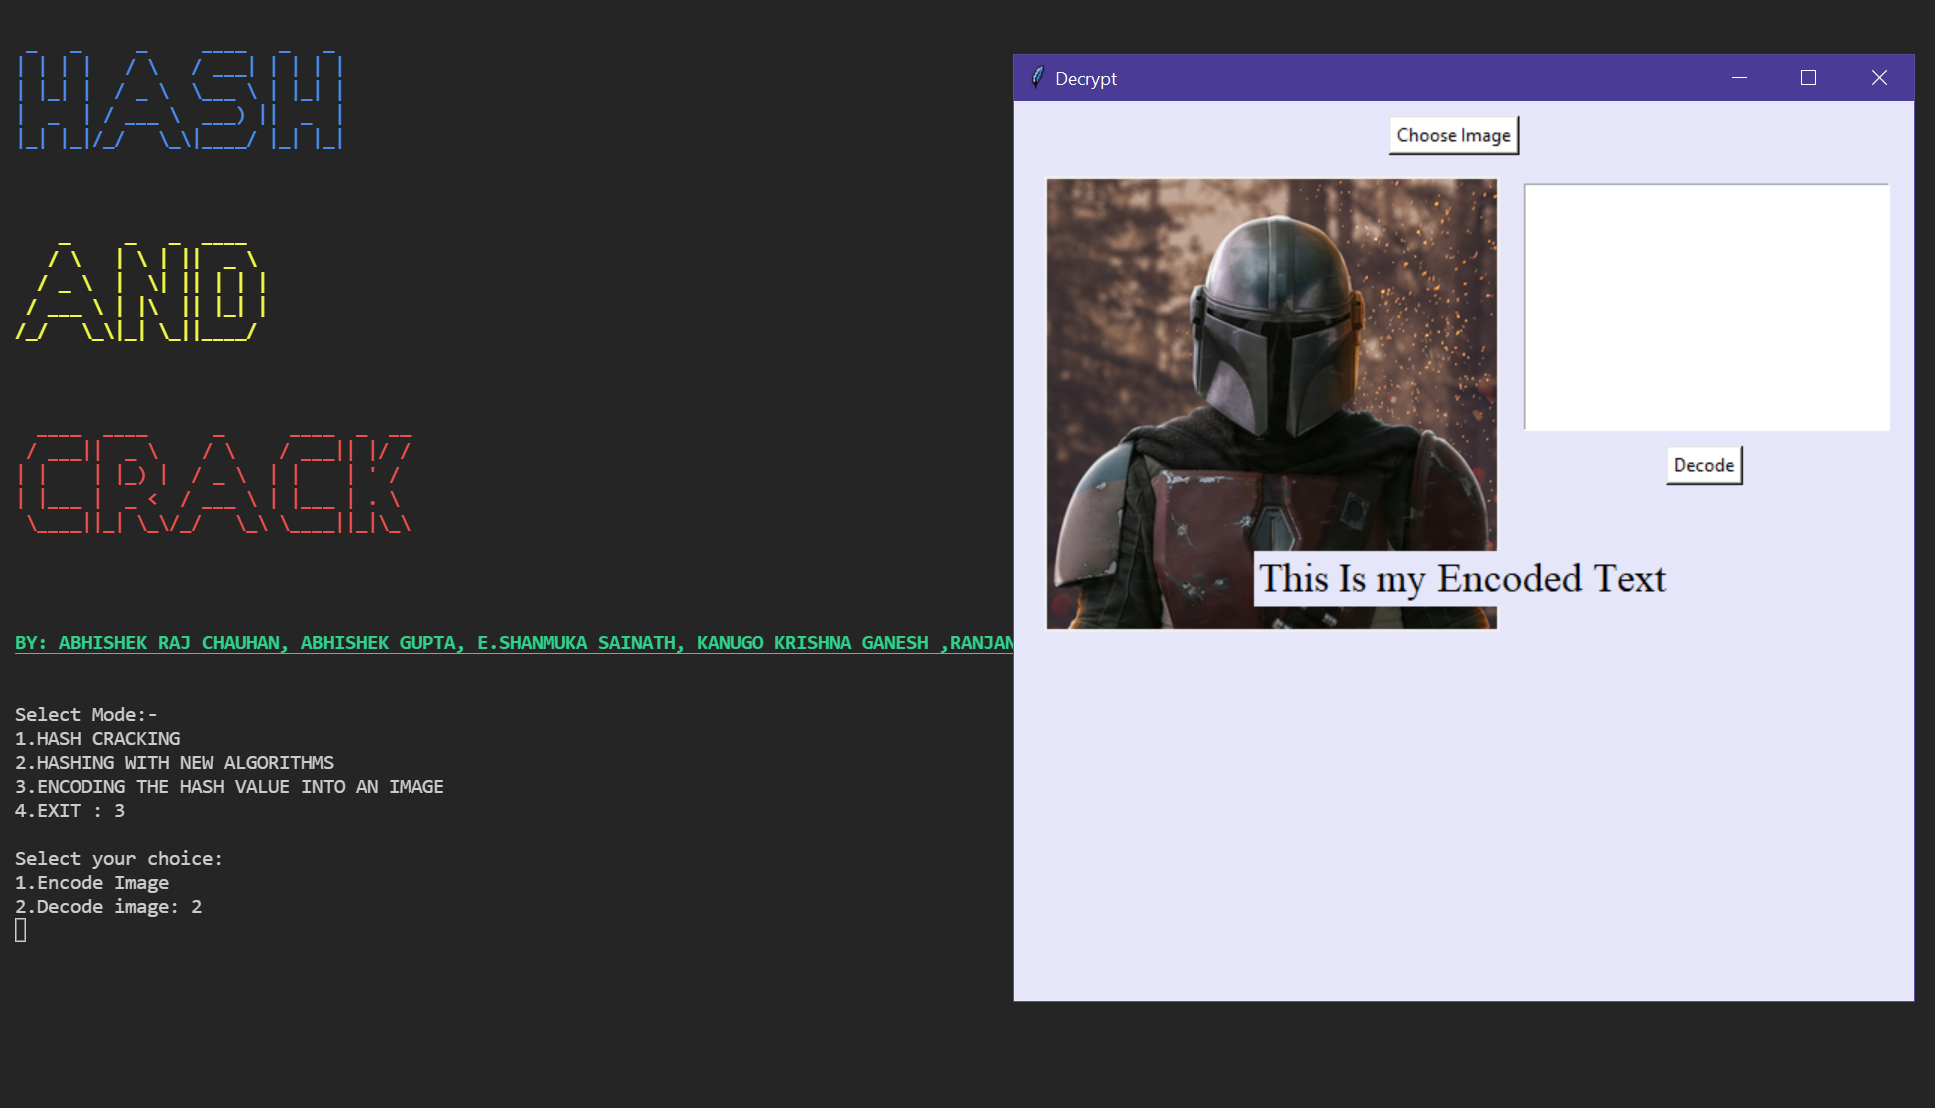 HASH
AND
CRACK
BY: ABHISHEK RAJ CHAUHAN, ABHISHEK GUPTA, E.SHANMUKA SAINATH, KANUGO KRISHNA GANESH ,RANJAN
Select Mode:-
1.HASH CRACKING
2.HASHING WITH NEW ALGORITHMS
3.ENCODING THE HASH VALUE INTO AN IMAGE
4.EXIT : 3
Select your choice:
1.Encode Image
2.Decode image: 2
Decrypt
Choose Image
Decode
This Is my Encoded Text